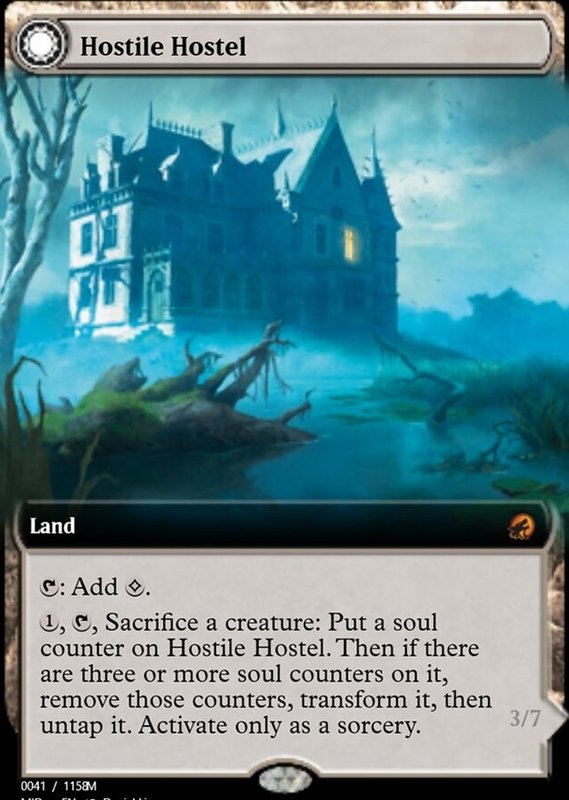 Hostile Hostel
Land
: Add .
1, , Sacrifice a creature: Put a soul
counter on Hostile Hostel. Then if there
are three or more soul counters on it,
remove those counters, transform it, then
untap it. Activate only as a sorcery.
3/7
0041 / 1158M